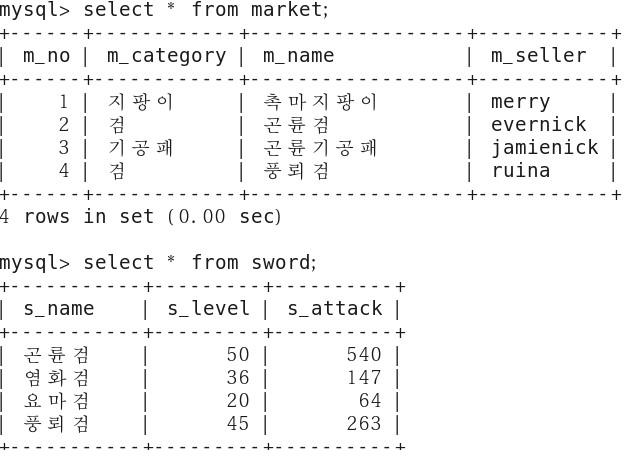 mysql> select * from market;
+------+------------+------------------+-----------+
| m_no | m_category | m_name | m_seller |
+------+------------+------------------+-----------+
| 1 | 지팡이 | 촉마지팡이 | merry |
| 2 | 검 | 곤륜검 | evernick |
| 3 | 기공패 | 곤륜기공패 | jamienick |
| 4 | 검 | 풍뢰검 | ruina |
+------+------------+------------------+-----------+
4 rows in set (0.00 sec)
mysql> select * from sword;
+-----------+---------+----------+
| s_name | s_level | s_attack |
+-----------+---------+----------+
| 곤륜검 | 50 | 540 |
| 염화검 | 36 | 147 |
| 요마검 | 20 | 64 |
| 풍뢰검 | 45 | 263 |
+-----------+---------+----------+